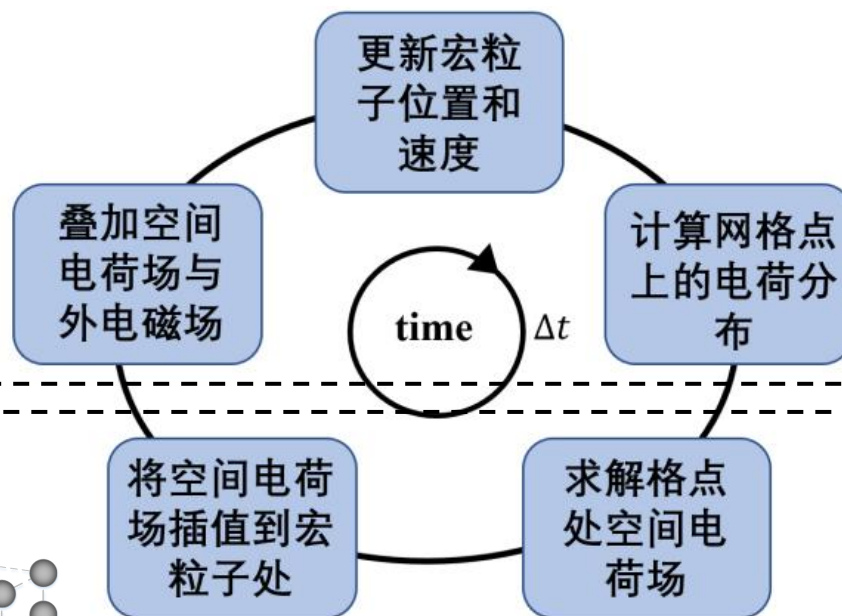 更新宏粒
子位置和
速度
叠加空间
电荷场与
外电磁场
计算网格点
上的电荷分
布
time
Δt
将空间电荷
场插值到宏
粒子处
求解格点
处空间电
荷场